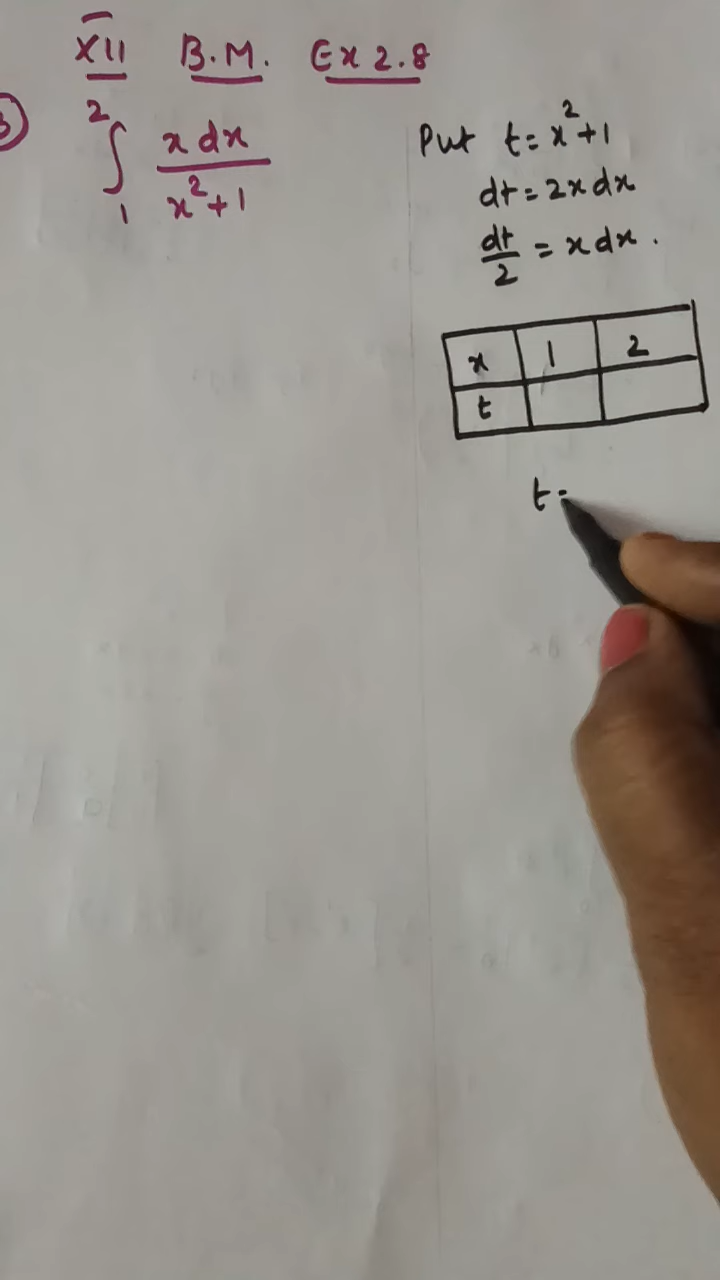 XII B.M. Ex 2.8
3) ∫₁² x dx / x²+1
Put t = x²+1
dt = 2x dx
dt/2 = x dx.
x 1 2
t
t =